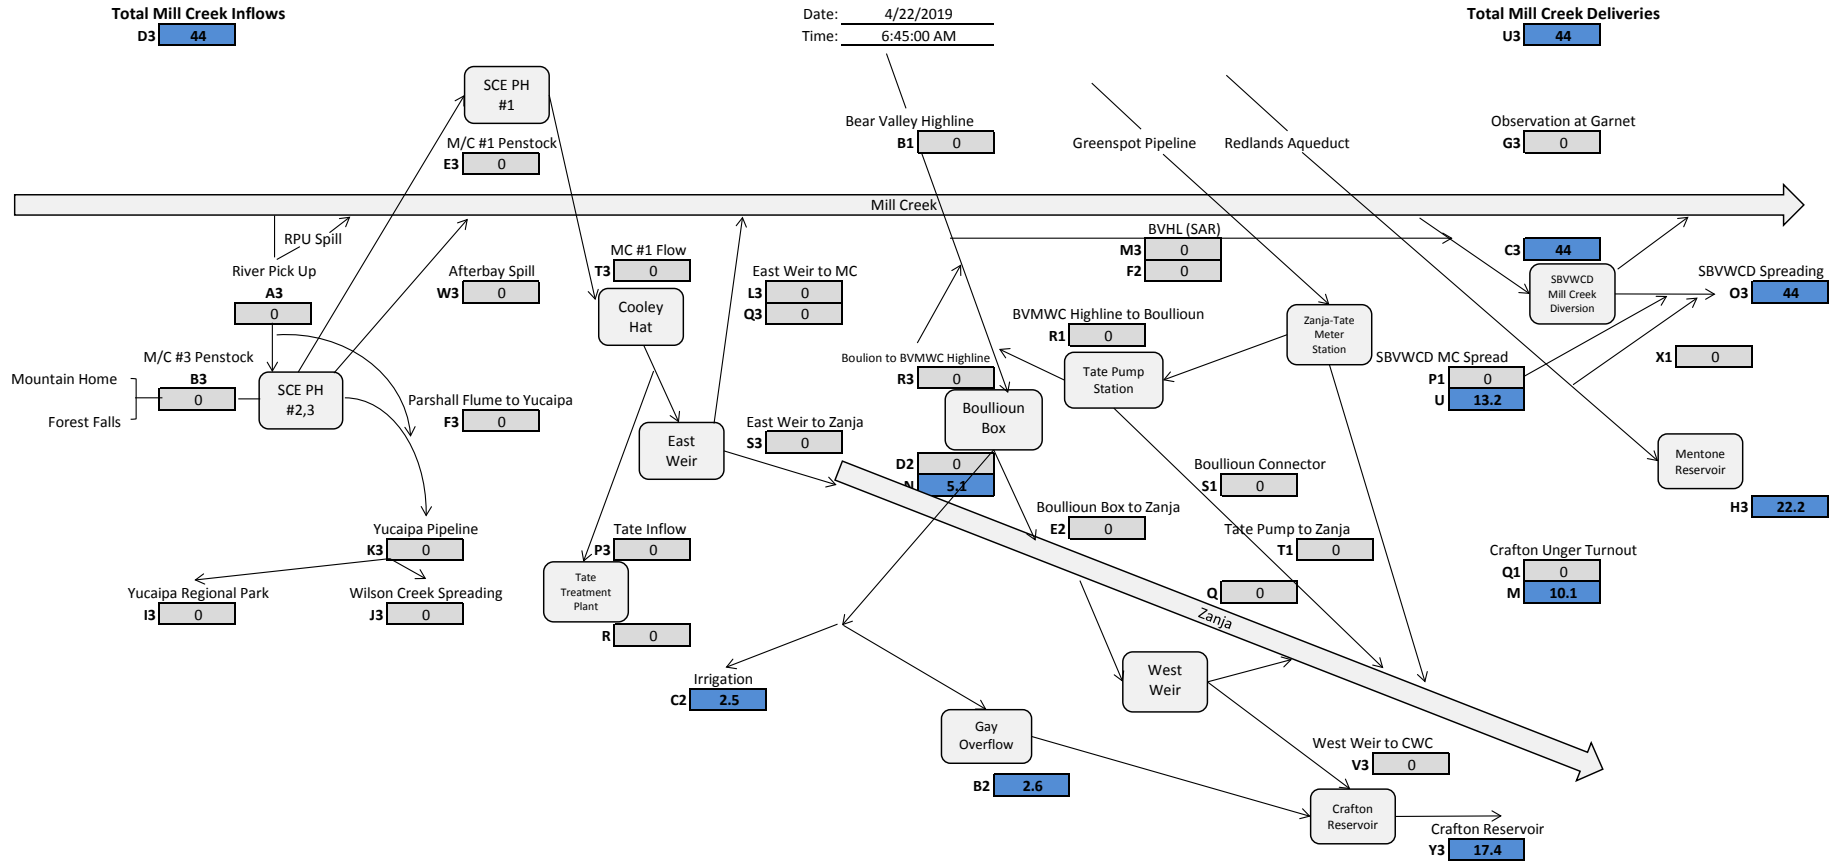 Total Mill Creek Inflows
D3 44
Date: 4/22/2019
Time: 6:45:00 AM
Total Mill Creek Deliveries
U3 44
SCE PH
#1
M/C #1 Penstock
E3 0
Bear Valley Highline
B1 0
Greenspot Pipeline
Redlands Aqueduct
Observation at Garnet
G3 0
Mill Creek
RPU Spill
River Pick Up
A3
0
Afterbay Spill
W3 0
MC #1 Flow
T3 0
Cooley
Hat
East Weir to MC
L3 0
Q3 0
BVHL (SAR)
M3 0
F2 0
C3 44
SBVWCD
Mill Creek
Diversion
SBVWCD Spreading
O3 44
BVMWC Highline to Boullioun
R1 0
Zanja-Tate
Meter
Station
M/C #3 Penstock
B3
0
Mountain Home
Forest Falls
SCE PH
#2,3
Parshall Flume to Yucaipa
F3 0
Boulion to BVMWC Highline
R3 0
Tate Pump
Station
SBVWCD MC Spread
P1 0
U 13.2
X1 0
Boullioun
Box
East
Weir
East Weir to Zanja
S3 0
D2 0
N 5.1
Boullioun Connector
S1 0
Mentone
Reservoir
H3 22.2
Boullioun Box to Zanja
E2 0
Yucaipa Pipeline
K3 0
Tate Inflow
P3 0
Tate Pump to Zanja
T1 0
Crafton Unger Turnout
Q1 0
M 10.1
Yucaipa Regional Park
I3 0
Wilson Creek Spreading
J3 0
Tate
Treatment
Plant
R 0
Q 0
Zanja
Irrigation
C2 2.5
West
Weir
Gay
Overflow
B2 2.6
West Weir to CWC
V3 0
Crafton
Reservoir
Crafton Reservoir
Y3 17.4